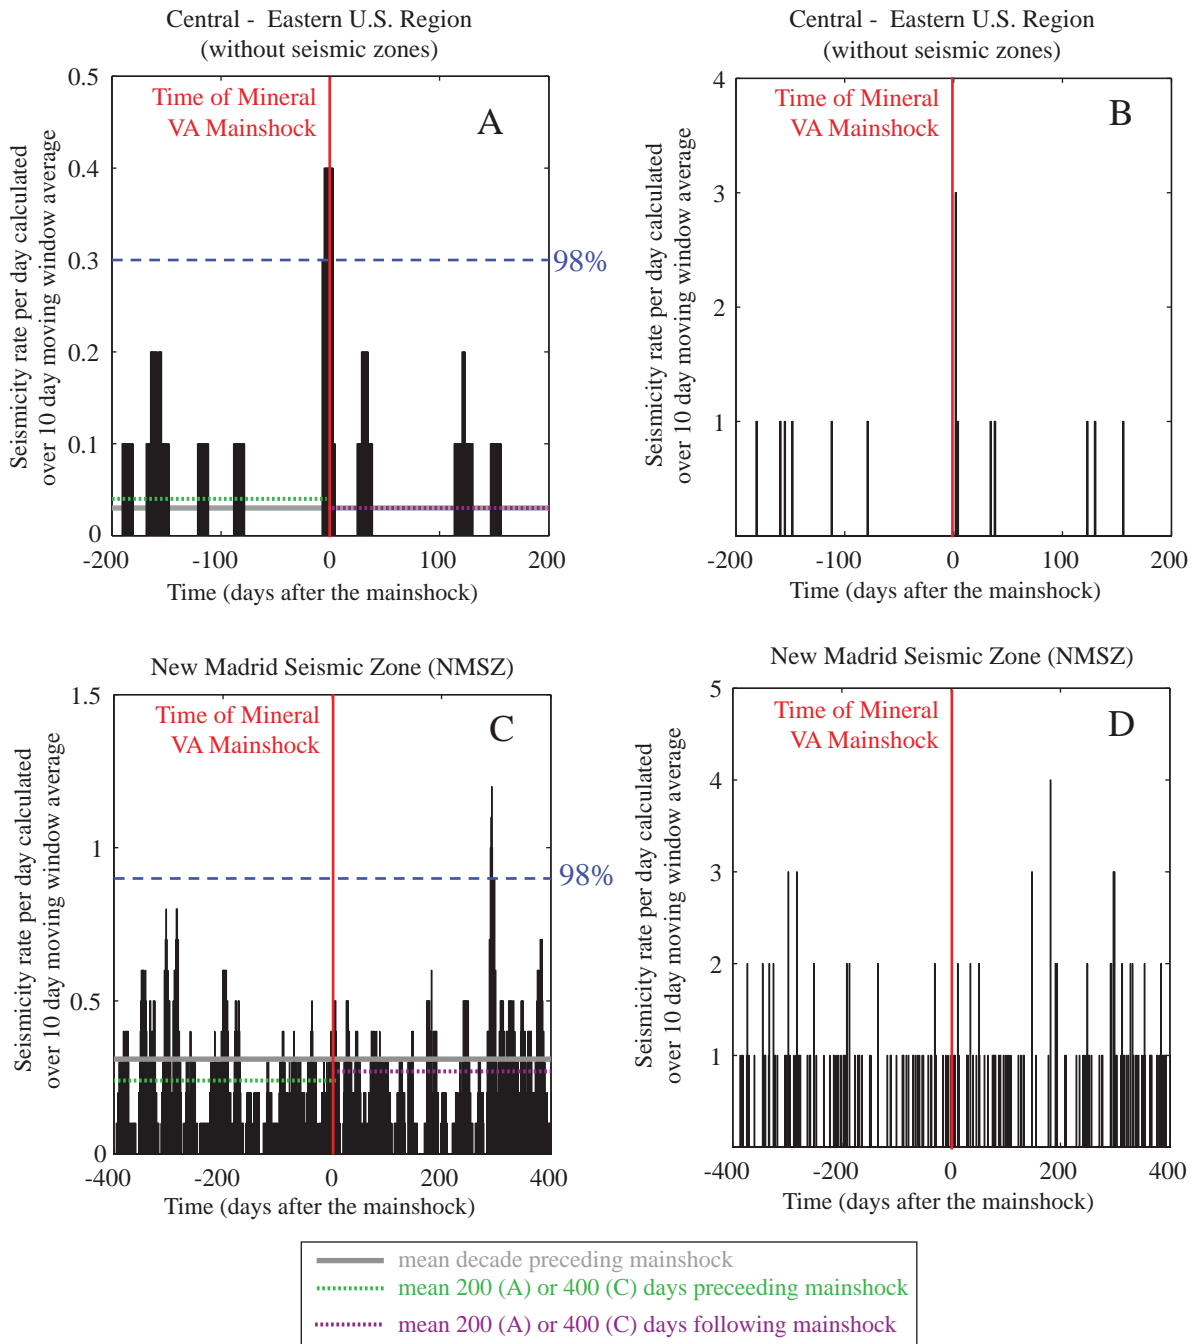 Central - Eastern U.S. Region
(without seismic zones)
Seismicity rate per day calculated
over 10 day moving window average
0.5
0.4
0.3
0.2
0.1
0
Time of Mineral
VA Mainshock
A
98%
-200
-100
0
100
200
Time (days after the mainshock)
Central - Eastern U.S. Region
(without seismic zones)
Seismicity rate per day calculated
over 10 day moving window average
4
3
2
1
Time of Mineral
VA Mainshock
B
-200
-100
0
100
200
Time (days after the mainshock)
New Madrid Seismic Zone (NMSZ)
Seismicity rate per day calculated
over 10 day moving window average
1.5
1
0.5
0
Time of Mineral
VA Mainshock
C
98%
-400
-200
0
200
400
Time (days after the mainshock)
New Madrid Seismic Zone (NMSZ)
Seismicity rate per day calculated
over 10 day moving window average
5
4
3
2
1
Time of Mineral
VA Mainshock
D
-400
-200
0
200
400
Time (days after the mainshock)
mean decade preceding mainshock
mean 200 (A) or 400 (C) days preceeding mainshock
mean 200 (A) or 400 (C) days following mainshock